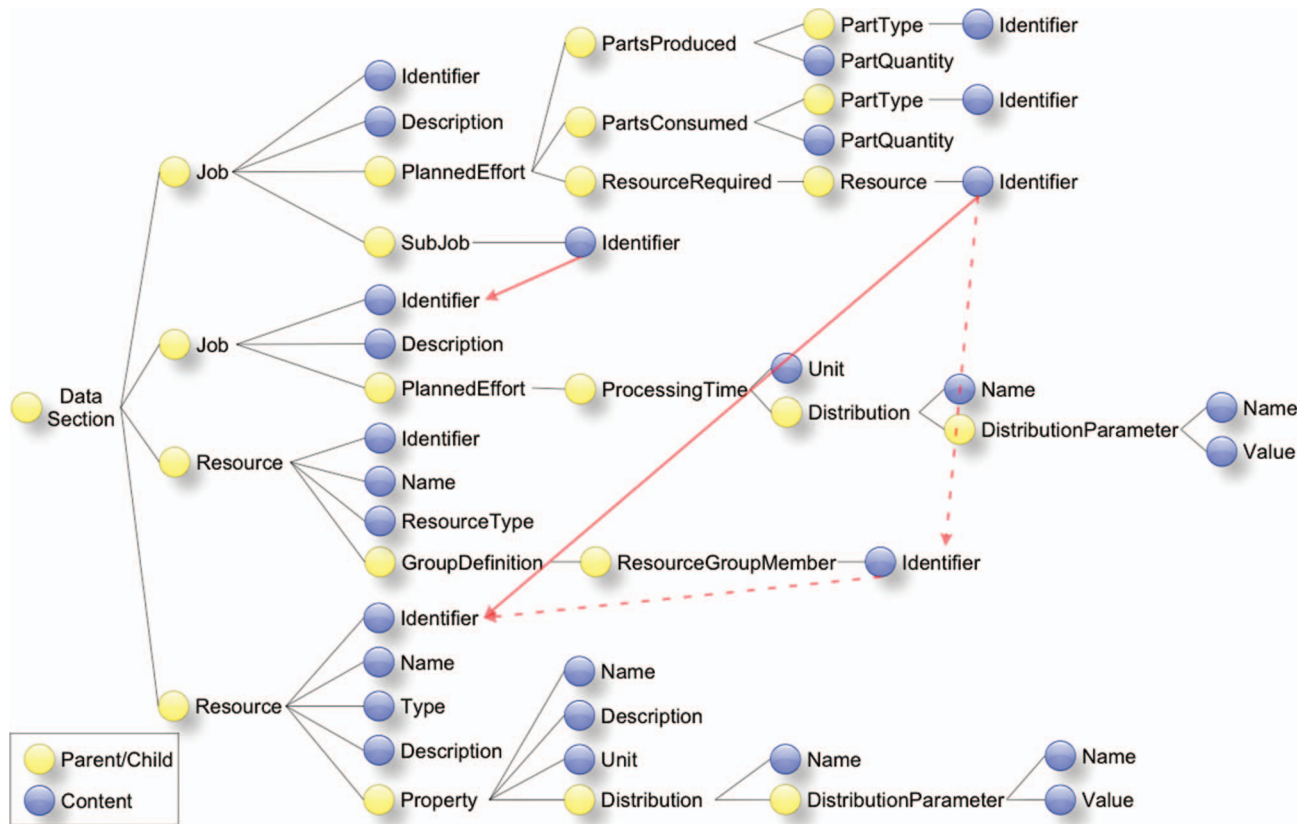 PartType
Identifier
PartsProduced
PartQuantity
Identifier
PartType
Identifier
Description
PartsConsumed
PartQuantity
Job
PlannedEffort
ResourceRequired
Resource
Identifier
SubJob
Identifier
Identifier
Job
Description
Unit
PlannedEffort
ProcessingTime
Name
Data
Section
Distribution
DistributionParameter
Name
Value
Identifier
Resource
Name
ResourceType
GroupDefinition
ResourceGroupMember
Identifier
Identifier
Name
Name
Resource
Type
Description
Description
Unit
Name
Name
Property
Distribution
DistributionParameter
Value
Parent/Child
Content